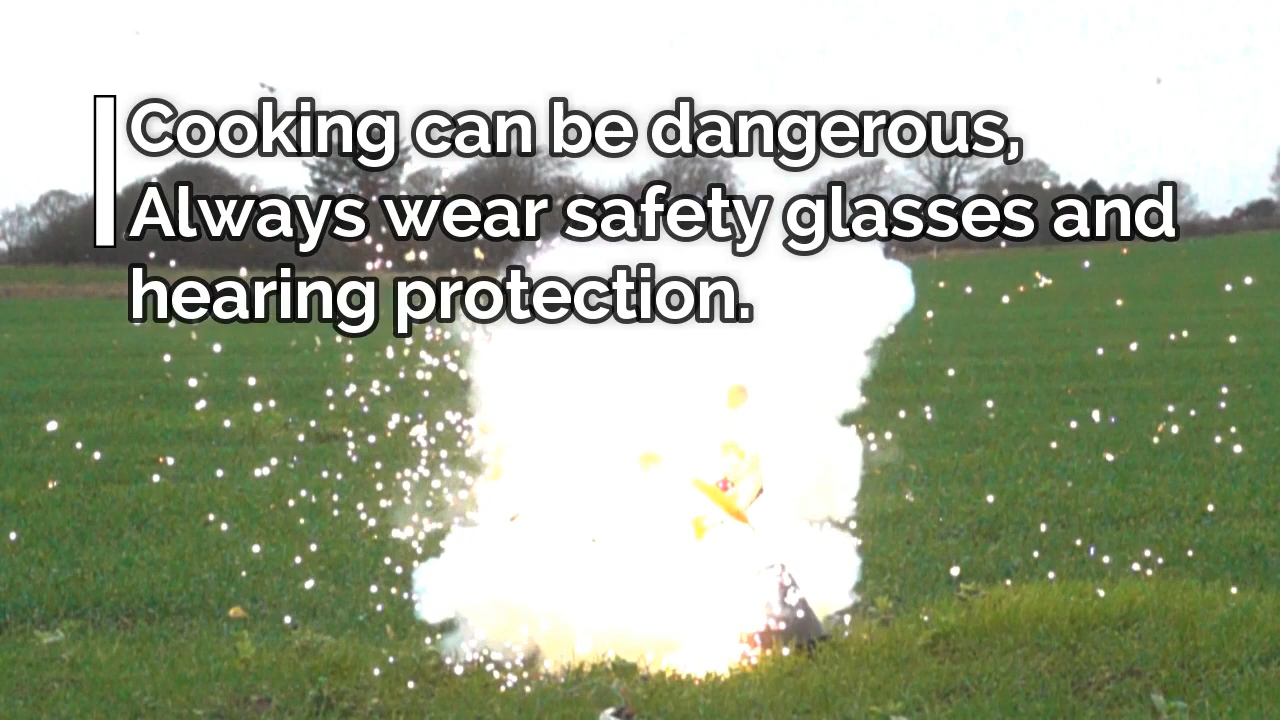 Cooking can be dangerous,
Always wear safety glasses and
hearing protection.